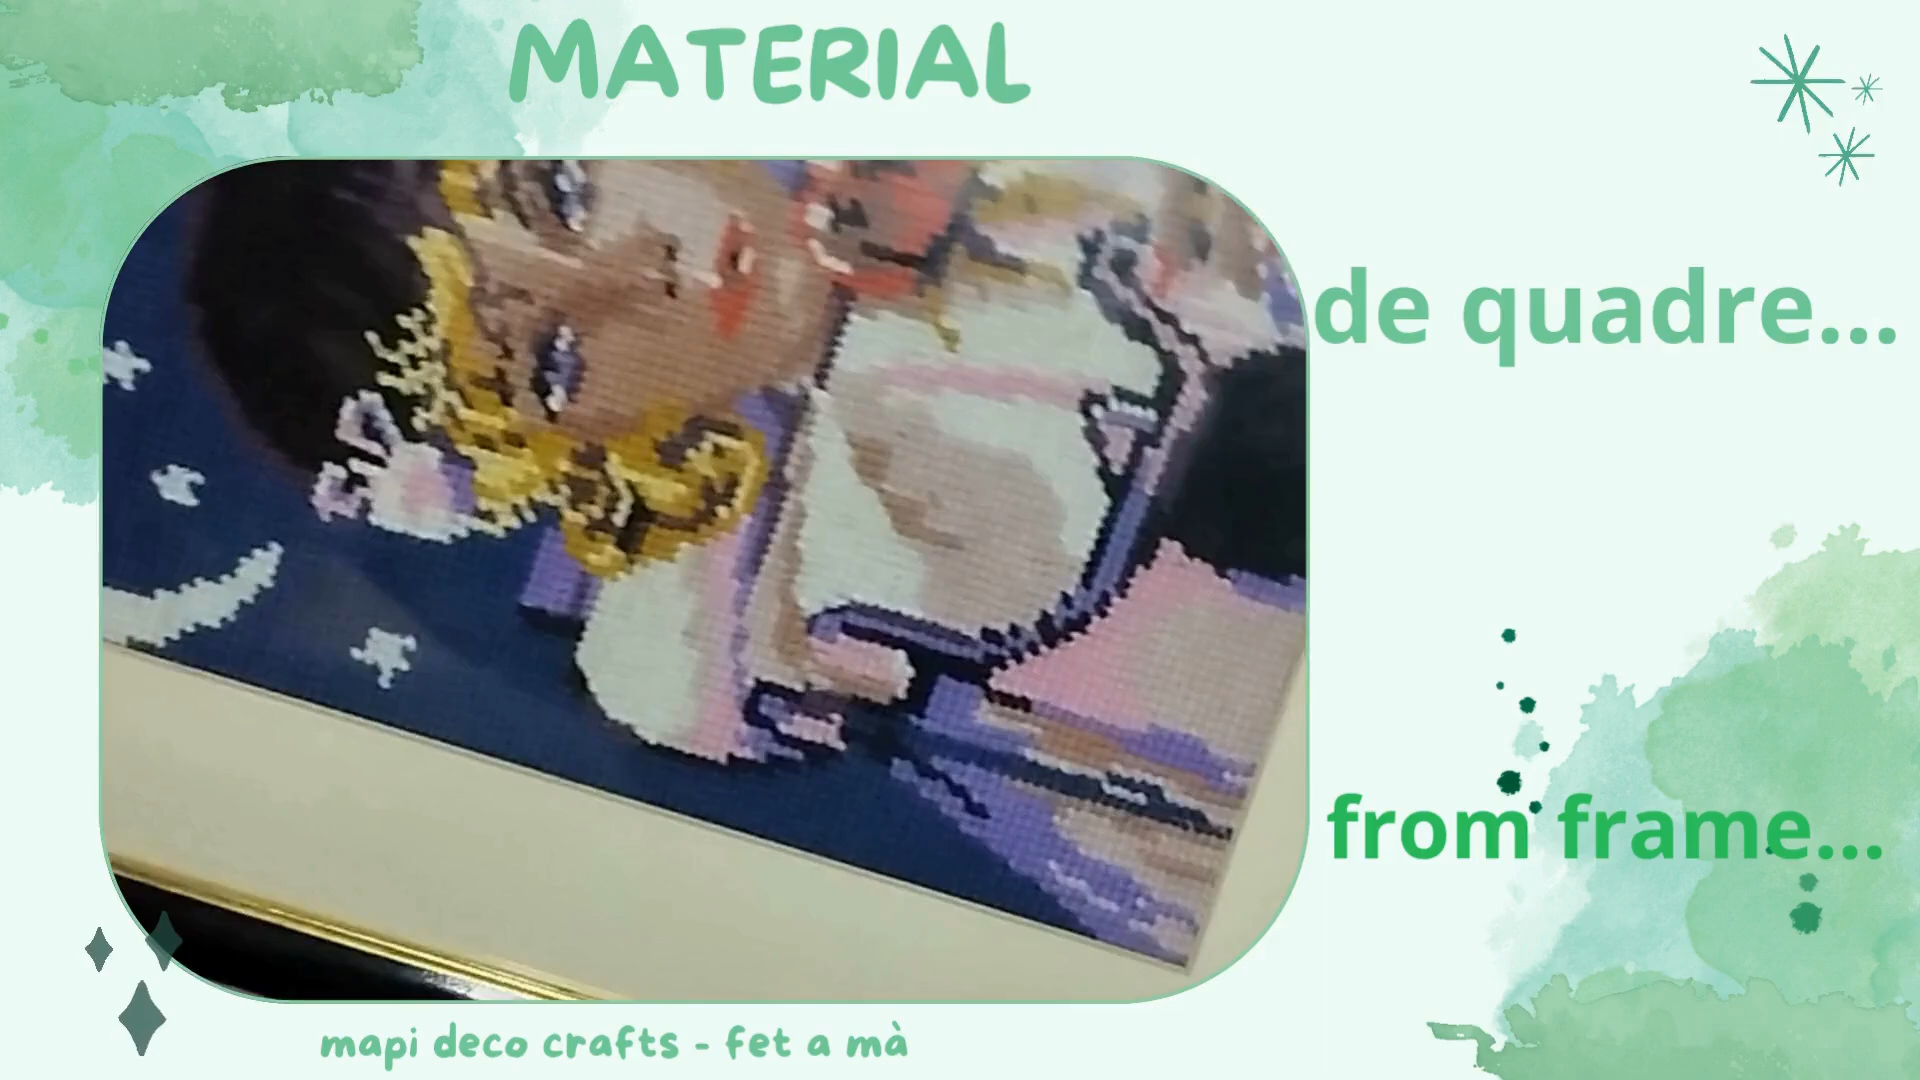 MATERIAL
de quadre...
from frame...
mapi deco crafts - fet a mà